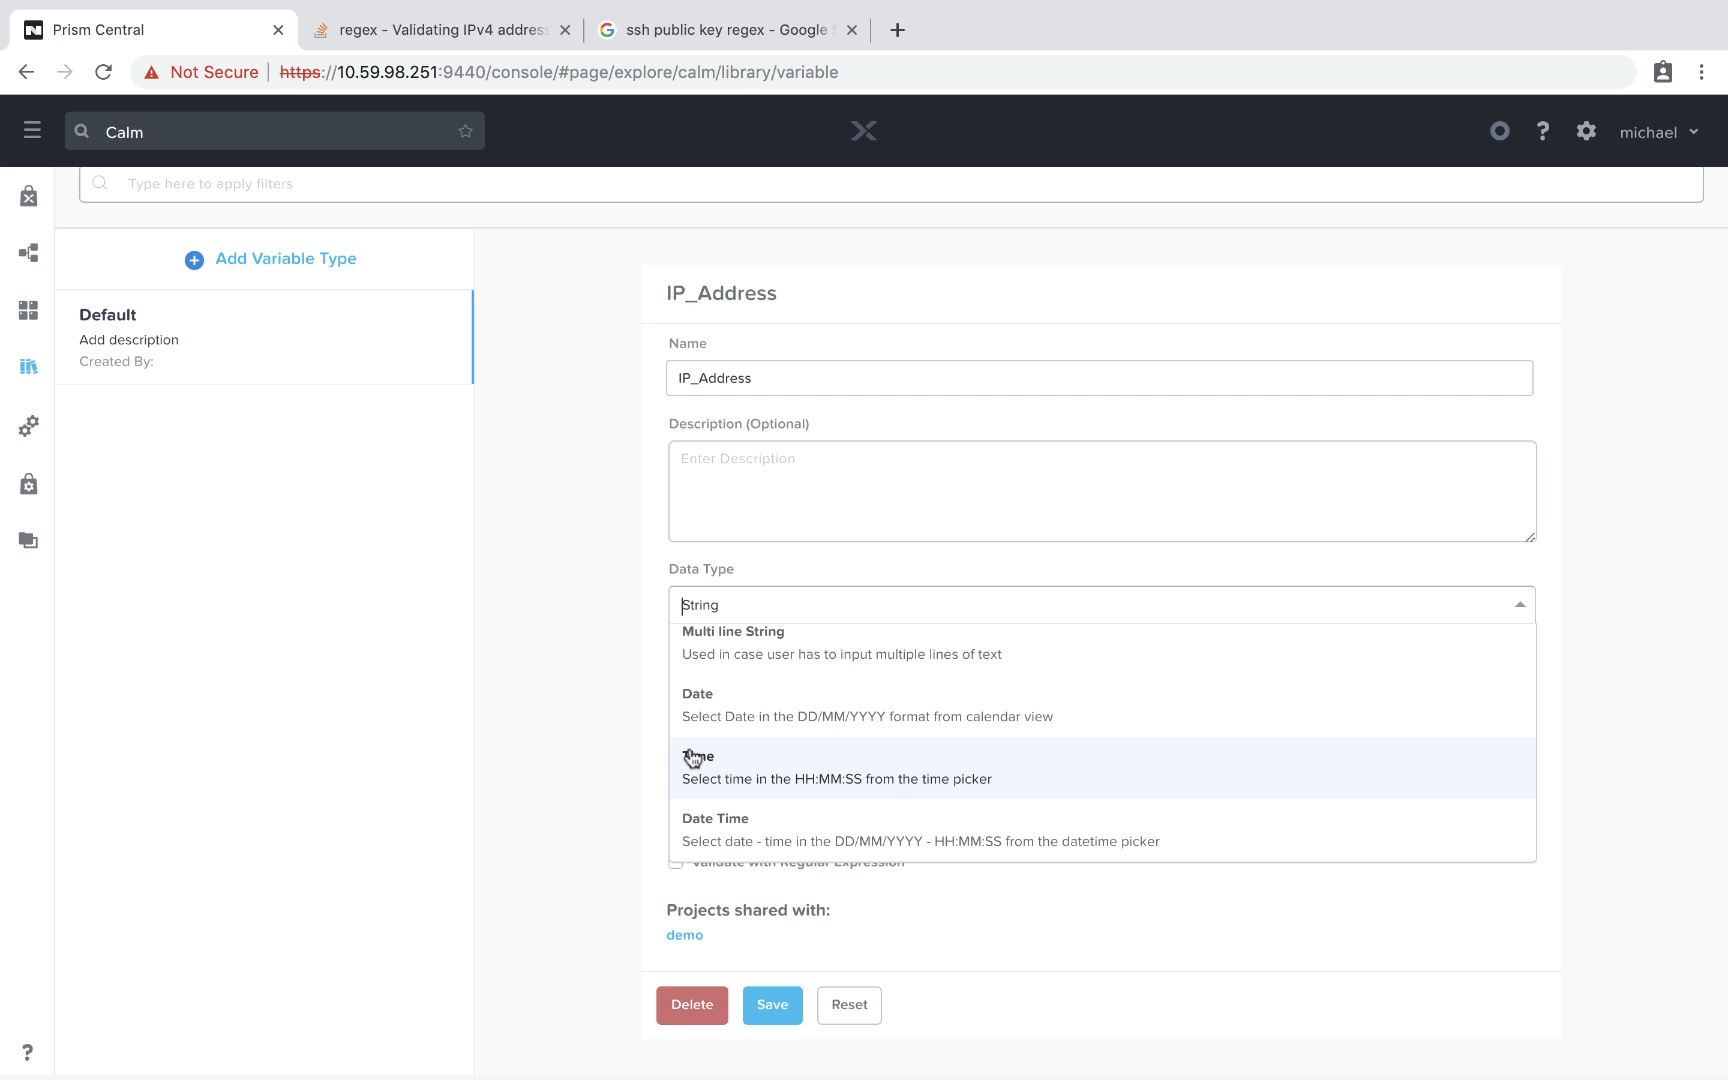 Prism Central
regex - Validating IPv4 address
ssh public key regex - Google
Not Secure
https://10.59.98.251:9440/console/#page/explore/calm/library/variable
Calm
michael
Type here to apply filters
Add Variable Type
Default
Add description
Created By:
IP_Address
Name
IP_Address
Description (Optional)
Enter Description
Data Type
String
Multi line String
Used in case user has to input multiple lines of text
Date
Select Date in the DD/MM/YYYY format from calendar view
Time
Select time in the HH:MM:SS from the time picker
Date Time
Select date - time in the DD/MM/YYYY - HH:MM:SS from the datetime picker
Validate with Regular Expression
Projects shared with:
demo
Delete
Save
Reset